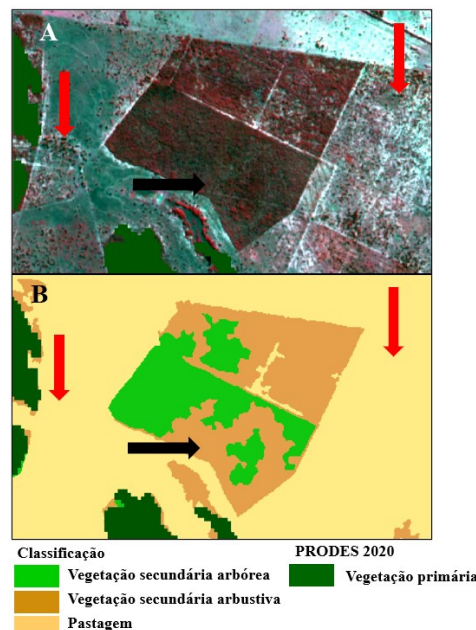 A
B
Classificação
PRODES 2020
Vegetação secundária arbórea
Vegetação primária
Vegetação secundária arbustiva
Pastagem